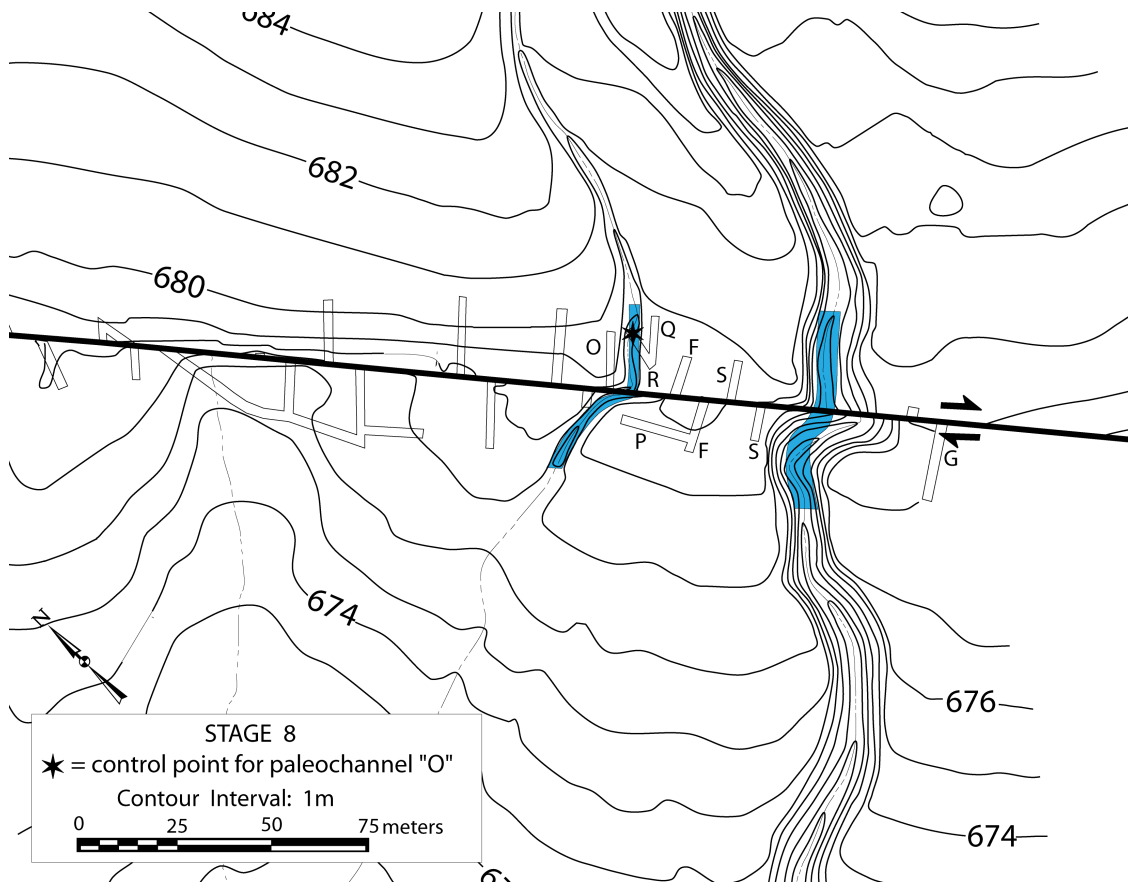 684
682
680
O
Q
F
R
S
P
F
S
G
N
674
676
STAGE 8
= control point for paleochannel "O"
Contour Interval: 1m
0 25 50 75 meters
674